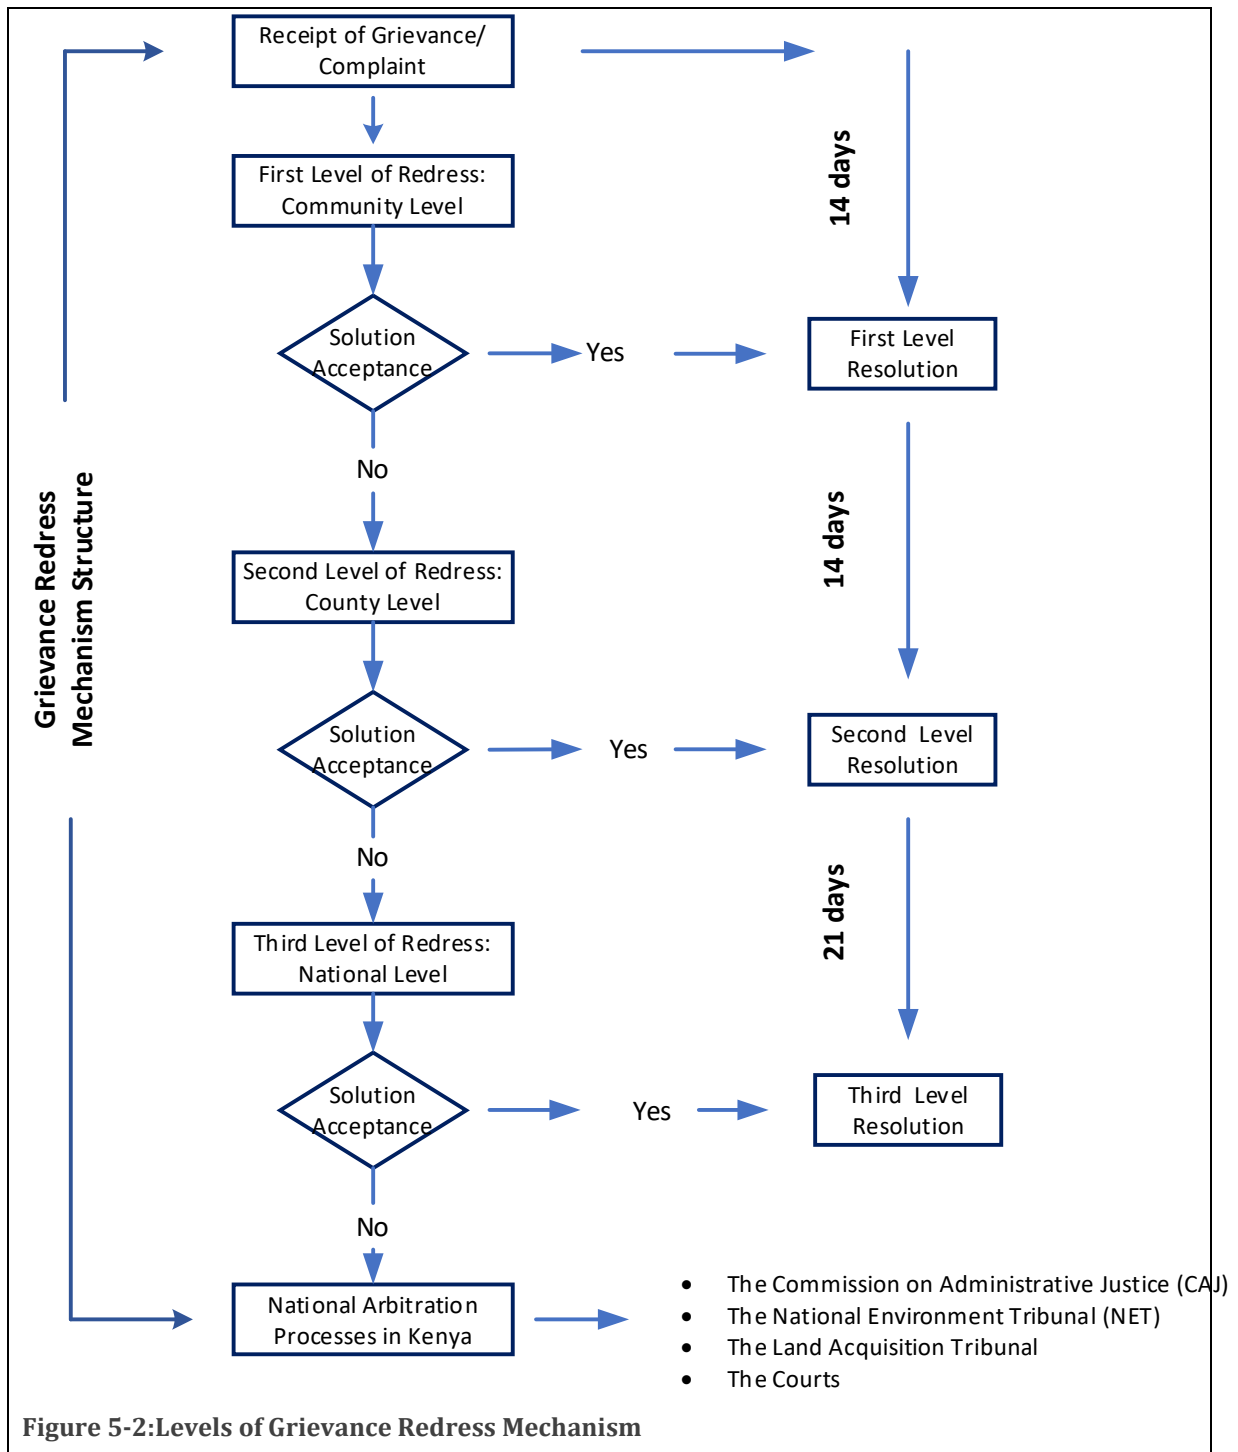 Receipt of Grievance/
Complaint
14 days
First Level of Redress:
Community Level
Solution
Acceptance
Yes
First Level
Resolution
No
Grievance Redress
Mechanism Structure
14 days
Second Level of Redress:
County Level
Solution
Acceptance
Yes
Second Level
Resolution
No
21 days
Third Level of Redress:
National Level
Solution
Acceptance
Yes
Third Level
Resolution
No
National Arbitration
Processes in Kenya
• The Commission on Administrative Justice (CAJ)
• The National Environment Tribunal (NET)
• The Land Acquisition Tribunal
• The Courts
Figure 5-2:Levels of Grievance Redress Mechanism